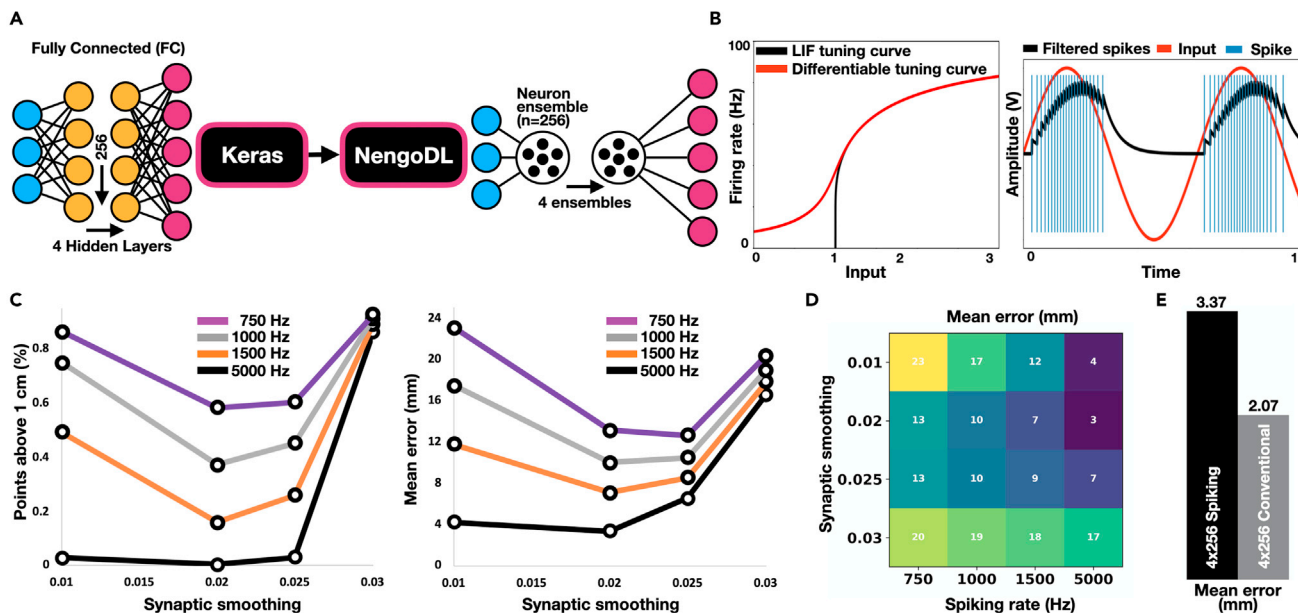 A
Fully Connected (FC)
256
4 Hidden Layers
Keras
NengoDL
Neuron
ensemble
(n=256)
4 ensembles
B
100
LIF tuning curve
Differentiable tuning curve
Firing rate (Hz)
0
0 1 2 3
Input
Filtered spikes Input Spike
Amplitude (V)
0 1
Time
C
750 Hz
1000 Hz
1500 Hz
5000 Hz
Points above 1 cm (%)
0.8
0.6
0.4
0.2
0
0.01 0.015 0.02 0.025 0.03
Synaptic smoothing
750 Hz
1000 Hz
1500 Hz
5000 Hz
Mean error (mm)
24
20
16
12
8
4
0
0.01 0.015 0.02 0.025 0.03
Synaptic smoothing
D
Mean error (mm)
Synaptic smoothing
0.01 23 17 12 4
0.02 13 10 7 3
0.025 13 10 9 7
0.03 20 19 18 17
750 1000 1500 5000
Spiking rate (Hz)
E
3.37
2.07
4x256 Spiking
4x256 Conventional
Mean error
(mm)